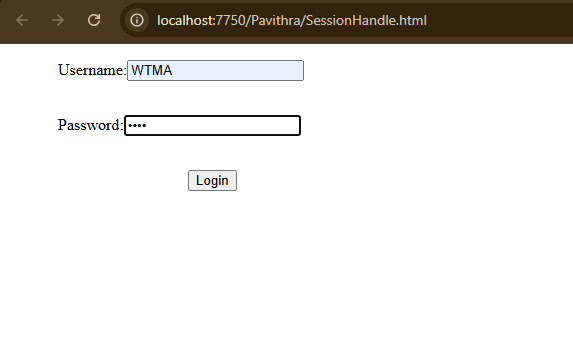 localhost:7750/Pavithra/SessionHandle.html
Username: WTMA
Password: ••••
Login